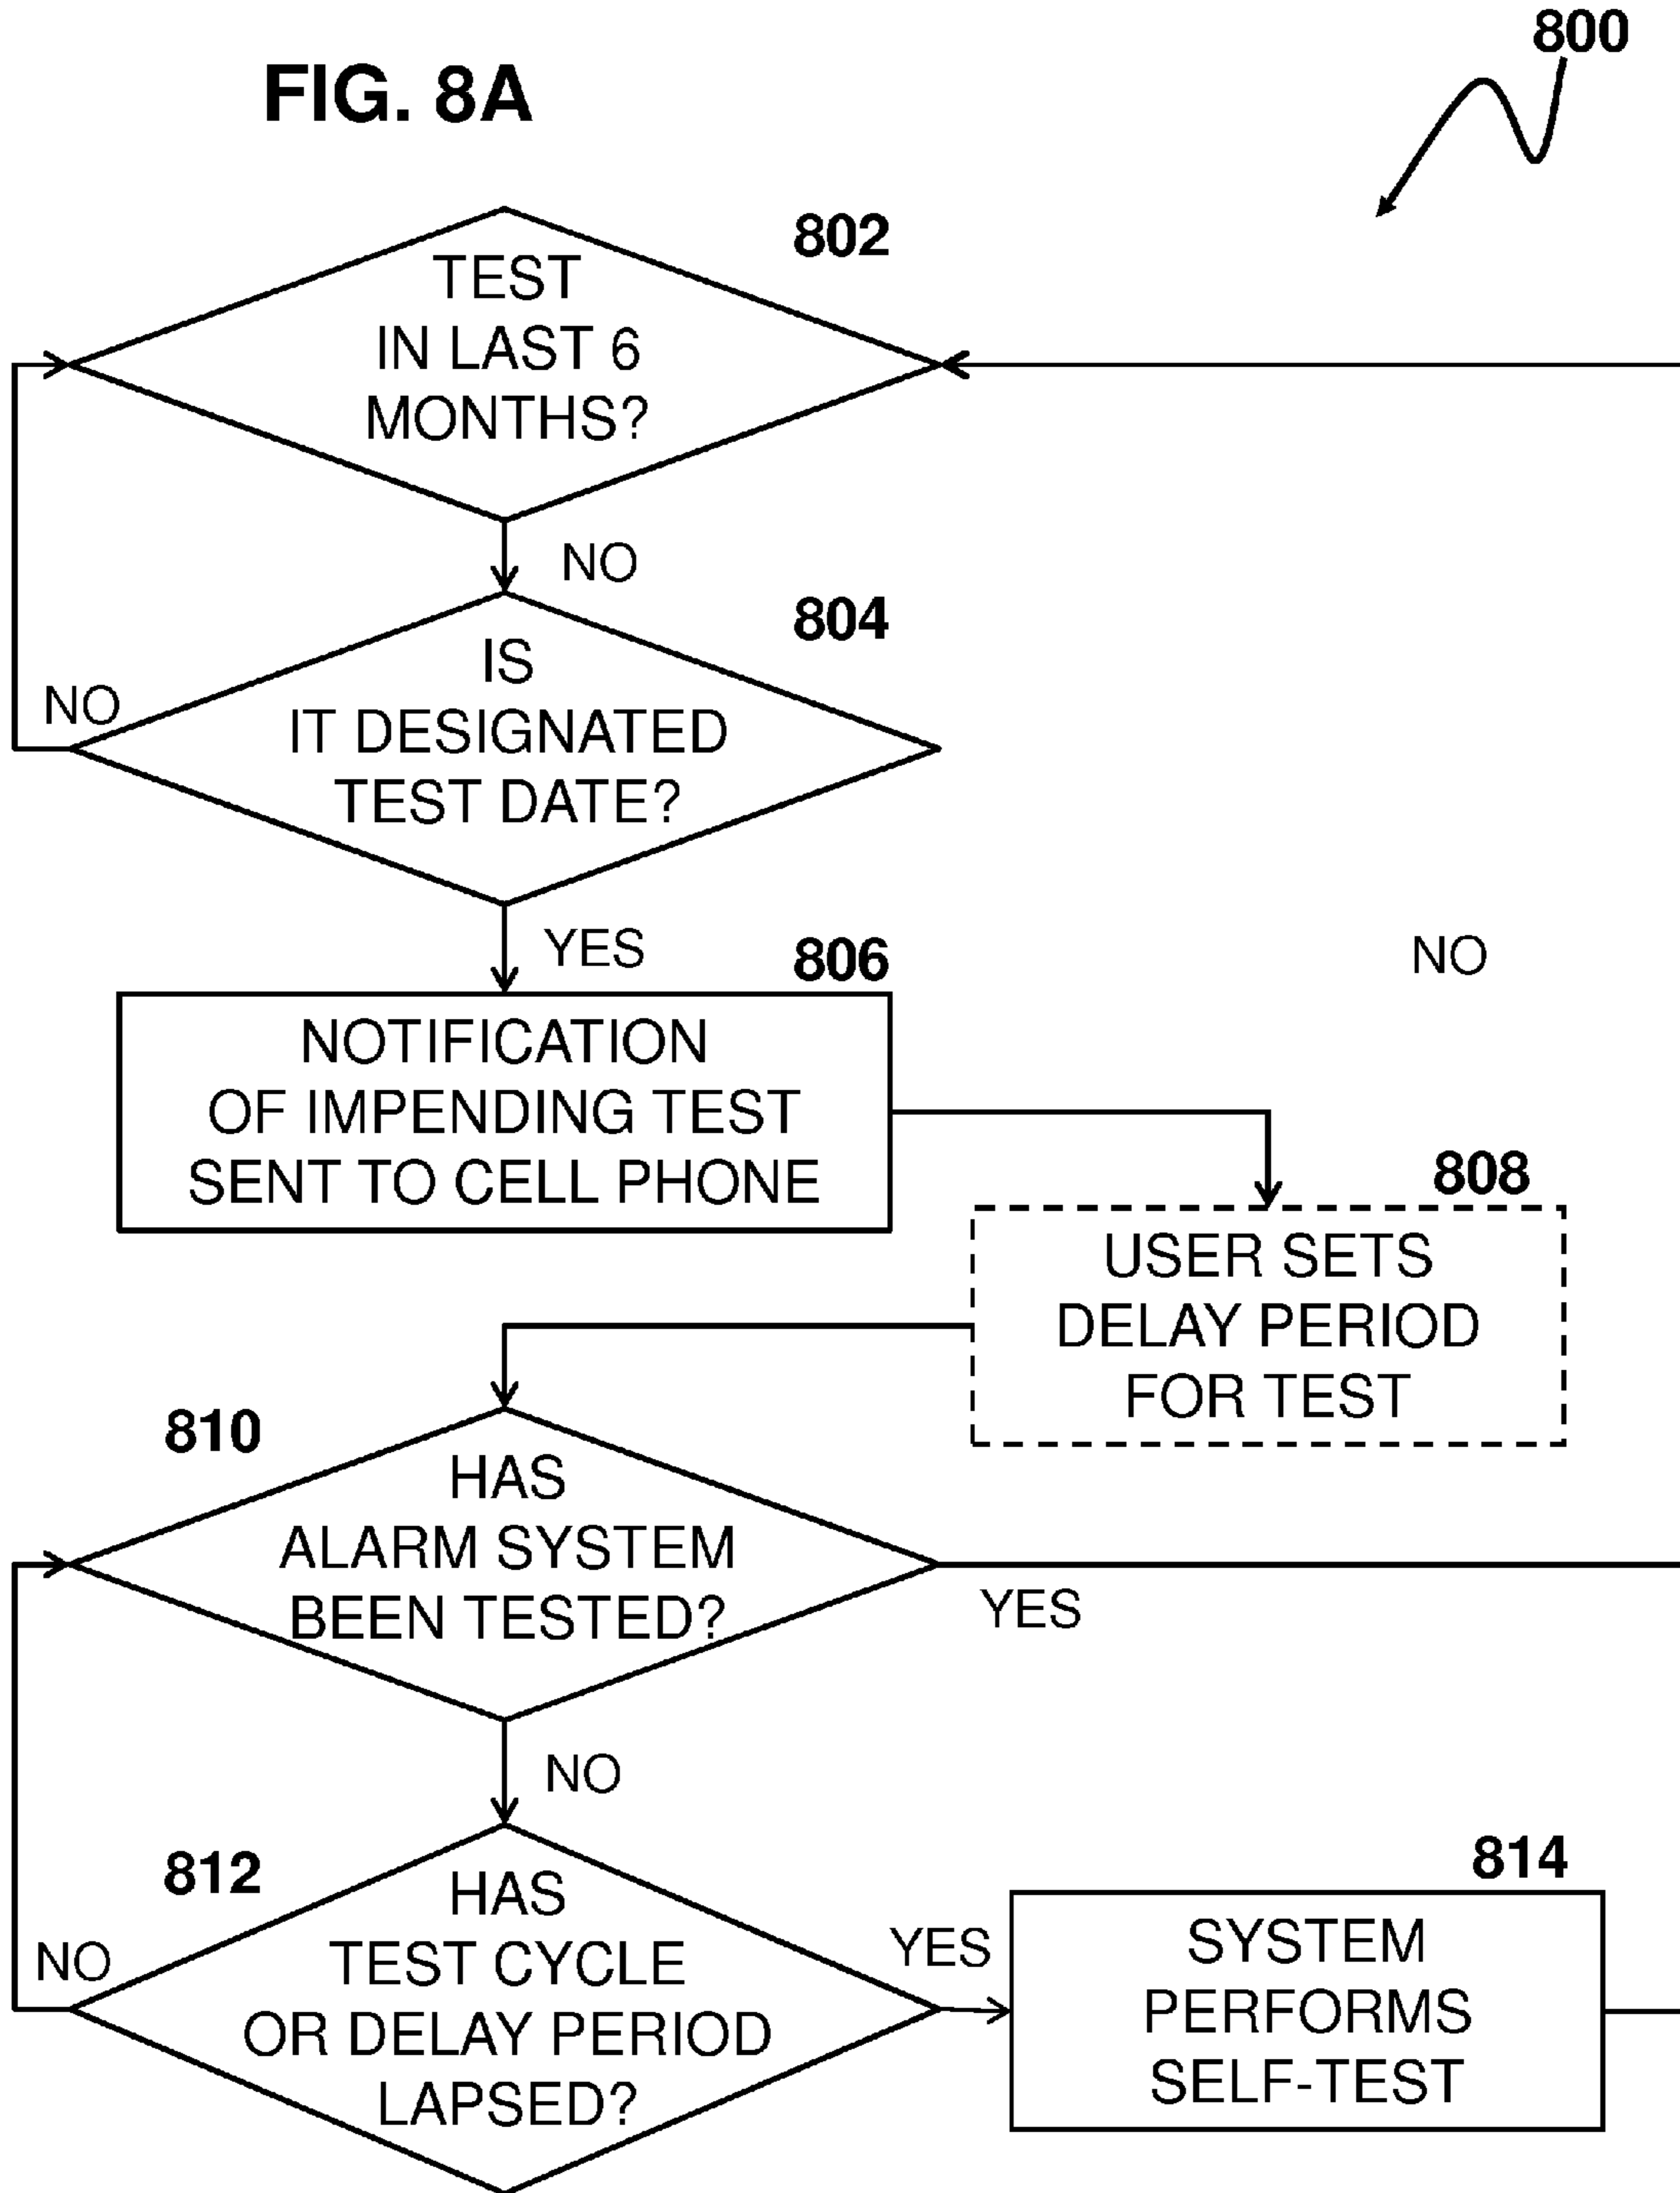 800
FIG. 8A
802
TEST
IN LAST 6
MONTHS?
NO
804
IS
IT DESIGNATED
TEST DATE?
NO
YES
806
NO
NOTIFICATION
OF IMPENDING TEST
SENT TO CELL PHONE
808
USER SETS
DELAY PERIOD
FOR TEST
810
HAS
ALARM SYSTEM
BEEN TESTED?
YES
NO
812
HAS
TEST CYCLE
OR DELAY PERIOD
LAPSED?
NO
YES
814
SYSTEM
PERFORMS
SELF-TEST